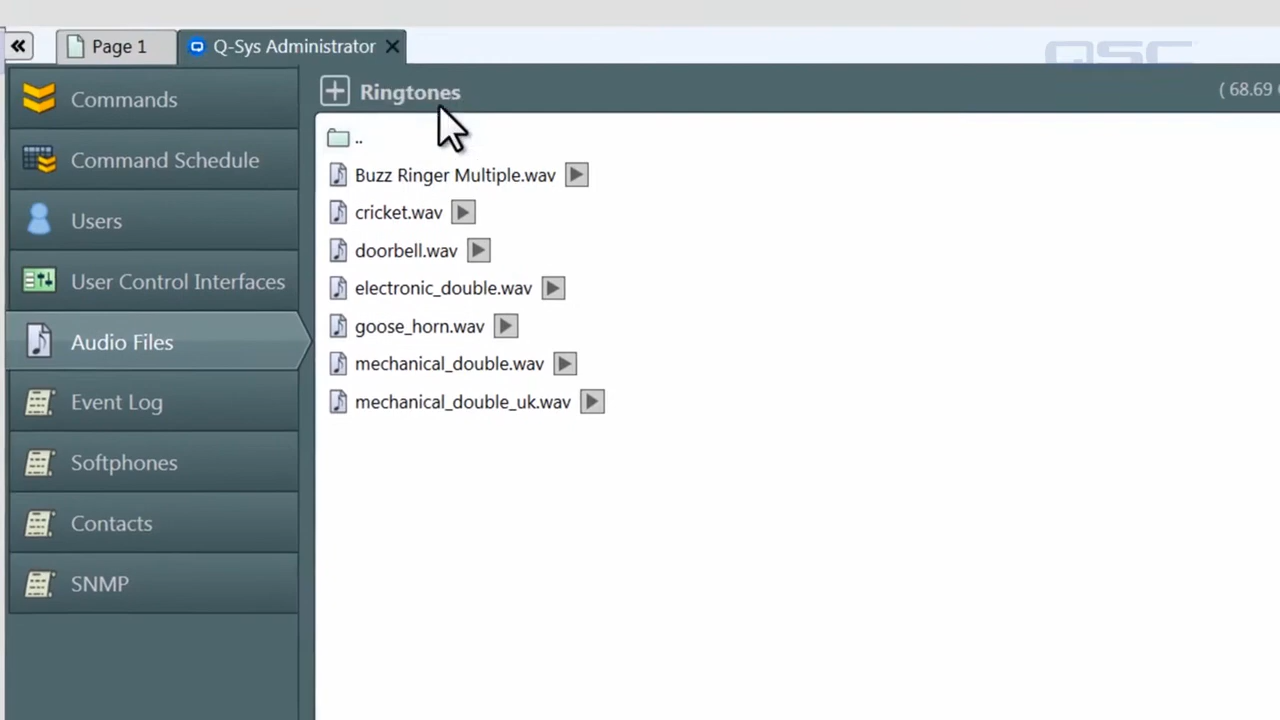 Page 1
Q-Sys Administrator
QSC
Commands
Command Schedule
Users
User Control Interfaces
Audio Files
Event Log
Softphones
Contacts
SNMP
Ringtones
( 68.69
..
Buzz Ringer Multiple.wav
cricket.wav
doorbell.wav
electronic_double.wav
goose_horn.wav
mechanical_double.wav
mechanical_double_uk.wav